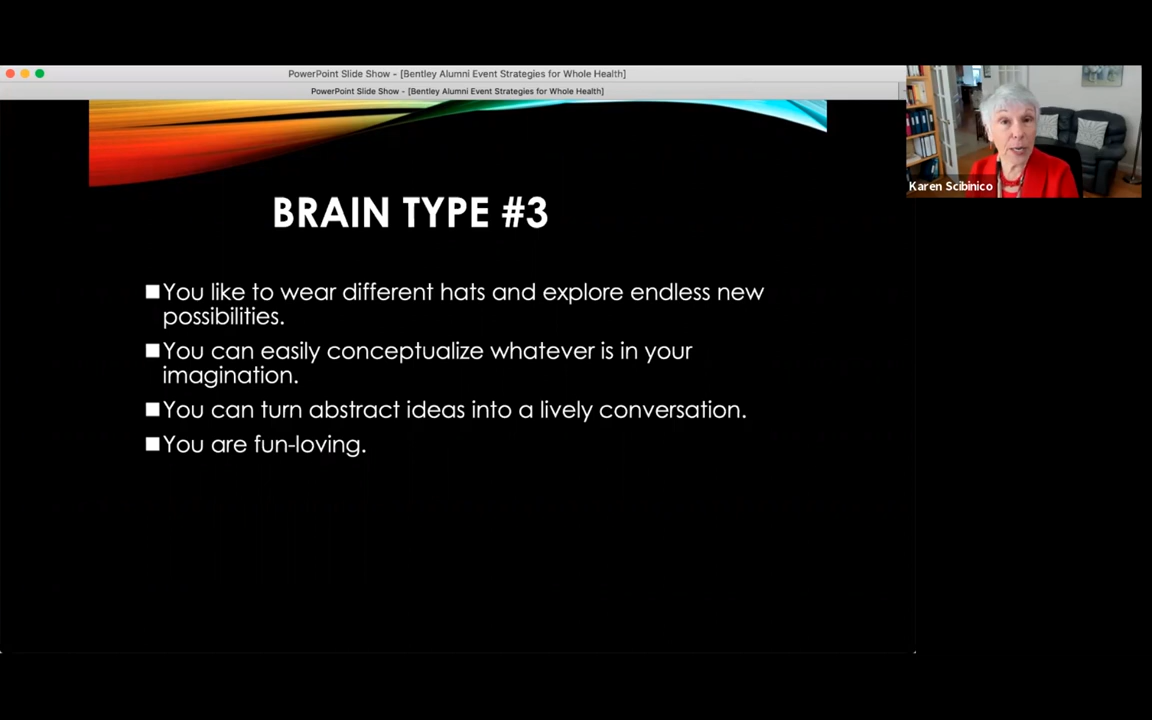 PowerPoint Slide Show - [Bentley Alumni Event Strategies for Whole Health]
PowerPoint Slide Show - [Bentley Alumni Event Strategies for Whole Health]
Karen Scibinico
BRAIN TYPE #3
You like to wear different hats and explore endless new
possibilities.
You can easily conceptualize whatever is in your
imagination.
You can turn abstract ideas into a lively conversation.
You are fun-loving.